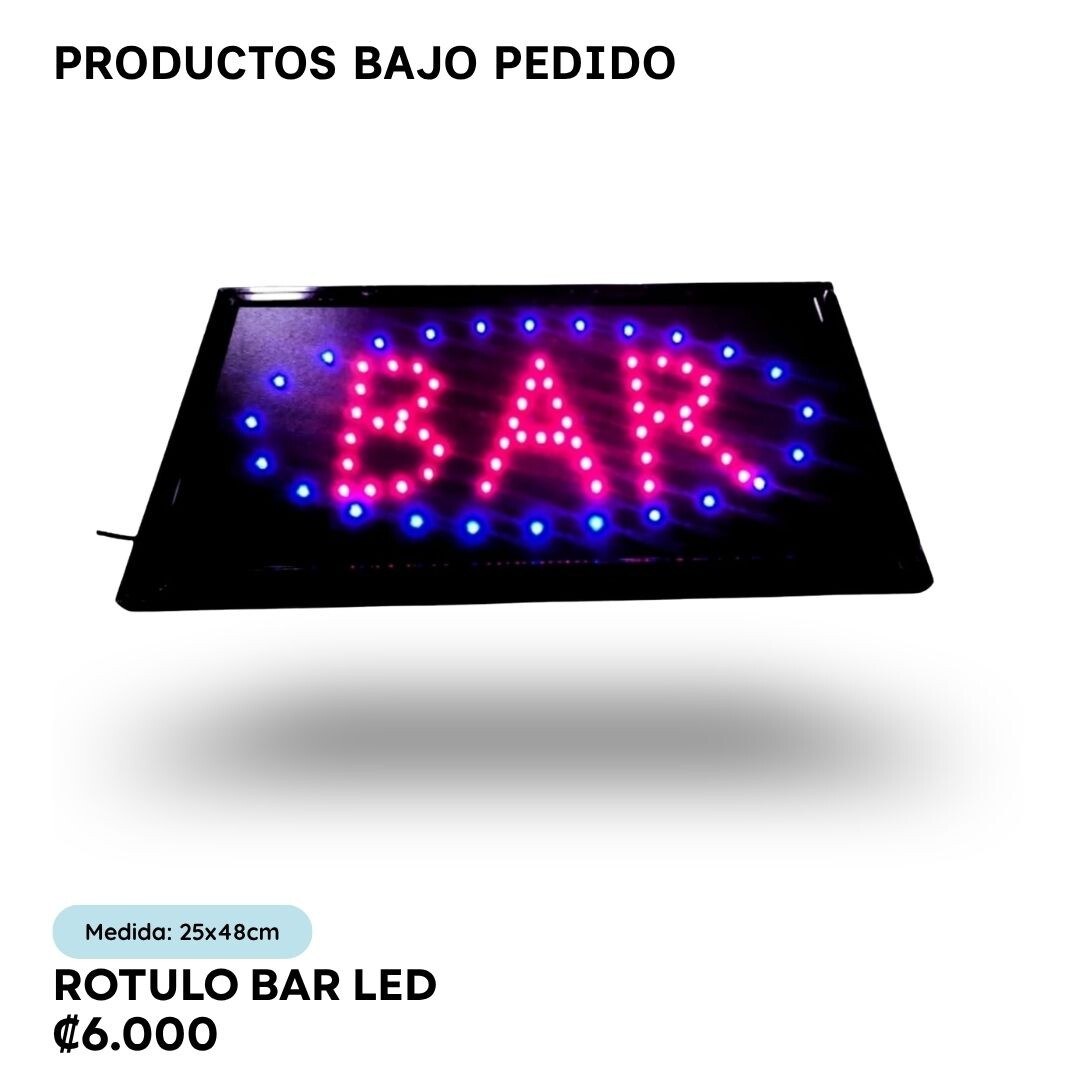 PRODUCTOS BAJO PEDIDO
BAR
Medida: 25x48cm
ROTULO BAR LED
₡6.000